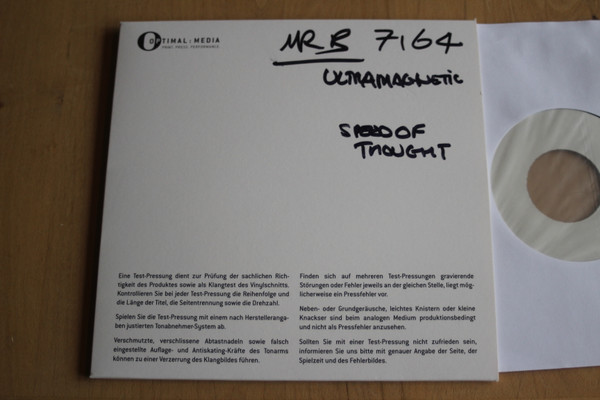 OPTIMAL:MEDIA
PRINT. PRESS. PERFORMANCE.
MRB 7164
ULTRAMAGNETIC
SPEED OF
THOUGHT
Eine Test-Pressung dient zur Prüfung der sachlichen Rich-
tigkeit des Produktes sowie als Klangtest des Vinylschnitts.
Kontrollieren Sie bei jeder Test-Pressung die Reihenfolge und
die Länge der Titel, die Seitentrennung sowie die Drehzahl.
Spielen Sie die Test-Pressung mit einem nach Herstelleranga-
ben justierten Tonabnehmer-System ab.
Verschmutzte, verschlissene Abtastnadeln sowie falsch
eingestellte Auflage- und Antiskating-Kräfte des Tonarms
können zu einer Verzerrung des Klangbildes führen.
Finden sich auf mehreren Test-Pressungen gravierende
Störungen oder Fehler jeweils an der gleichen Stelle, liegt mög-
licherweise ein Pressfehler vor.
Neben- oder Grundgeräusche, leichtes Knistern oder kleine
Knackser sind beim analogen Medium produktionsbedingt
und nicht als Pressfehler anzusehen.
Sollten Sie mit einer Test-Pressung nicht zufrieden sein,
informieren Sie uns bitte mit genauer Angabe der Seite, der
Spielzeit und des Fehlerbildes.